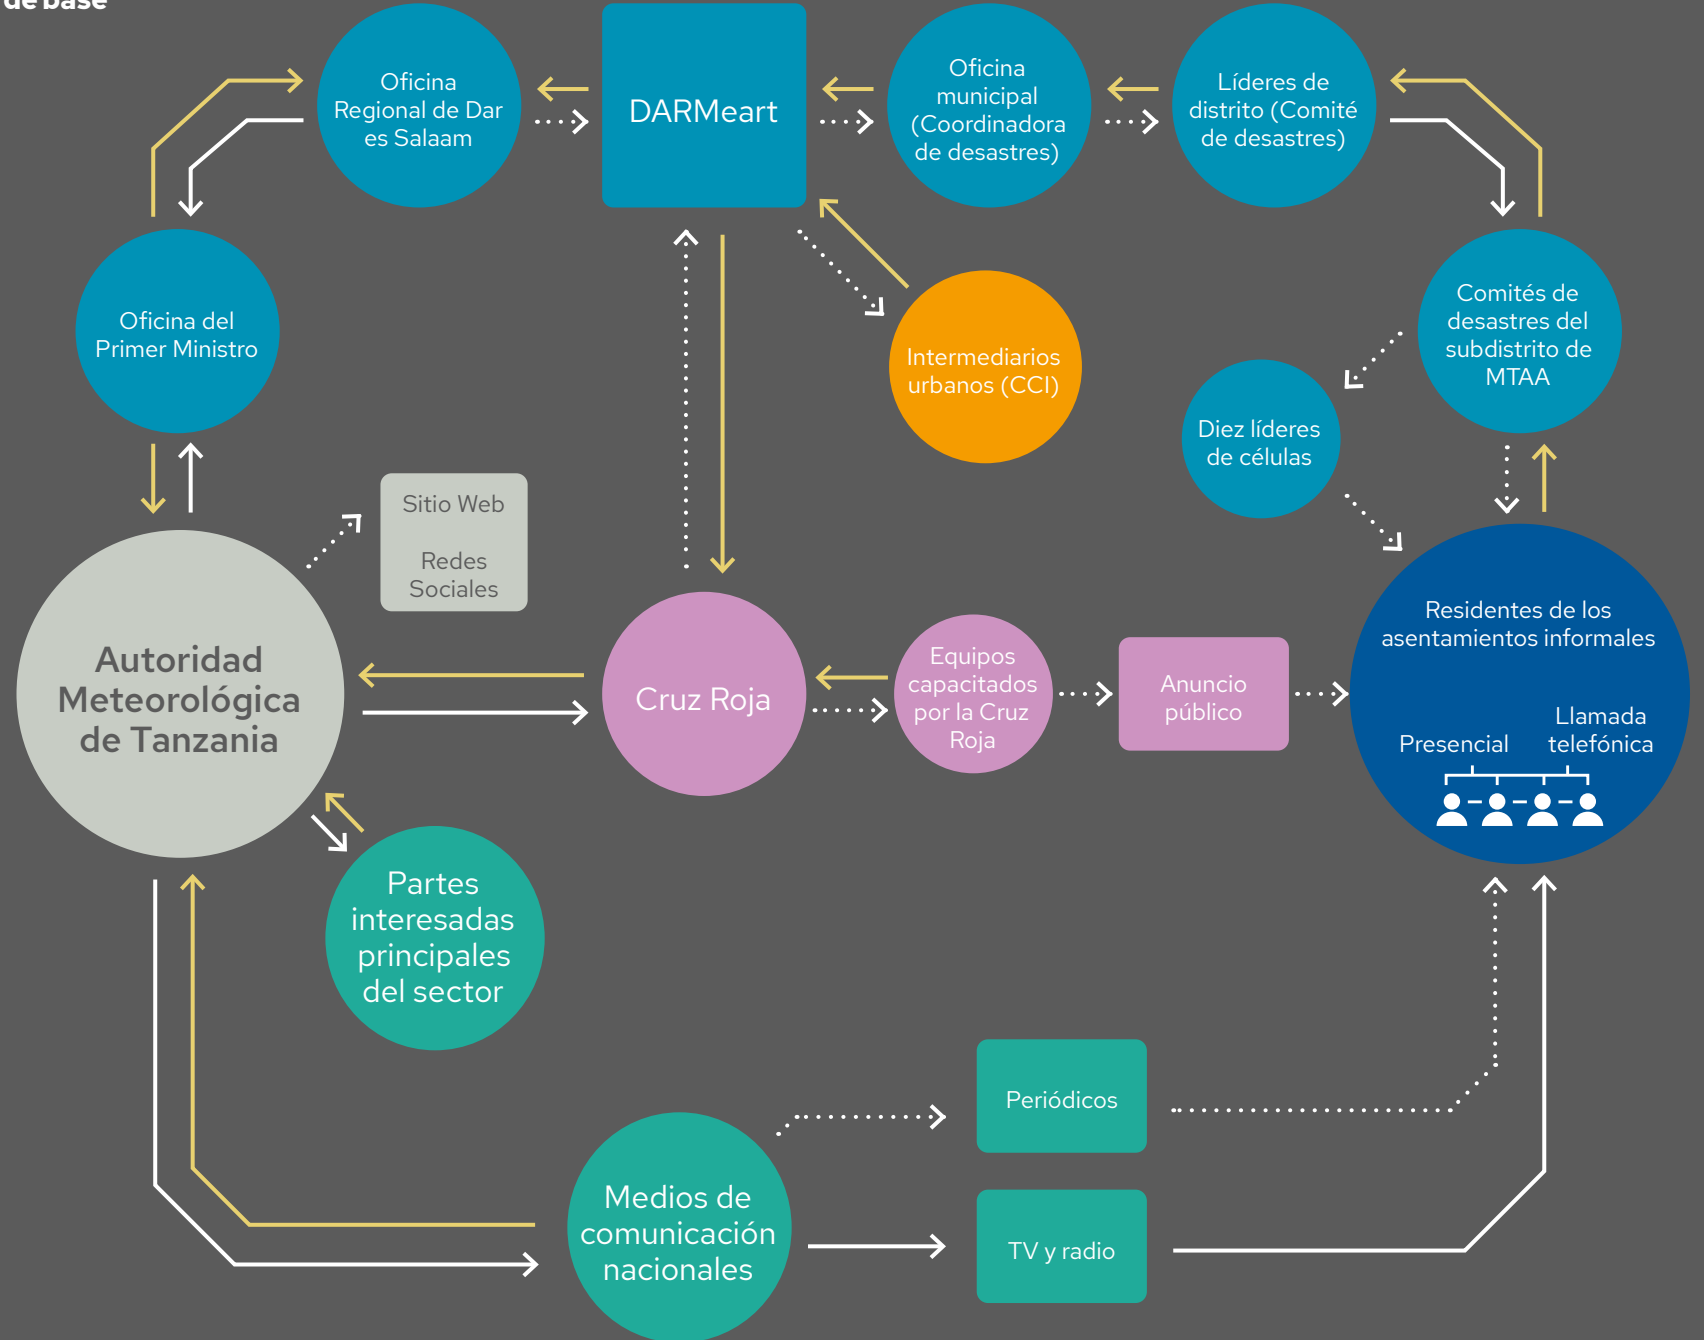 de base
Oficina
Regional de Dar
es Salaam
DARMeart
Oficina
municipal
(Coordinadora
de desastres)
Líderes de
distrito (Comité
de desastres)
Oficina del
Primer Ministro
Intermediarios
urbanos (CCI)
Comités de
desastres del
subdistrito de
MTAA
Diez líderes
de células
Sitio Web
Redes
Sociales
Autoridad
Meteorológica
de Tanzania
Cruz Roja
Equipos
capacitados
por la Cruz
Roja
Anuncio
público
Residentes de los
asentamientos informales
Presencial
Llamada
telefónica
Partes
interesadas
principales
del sector
Periódicos
Medios de
comunicación
nacionales
TV y radio